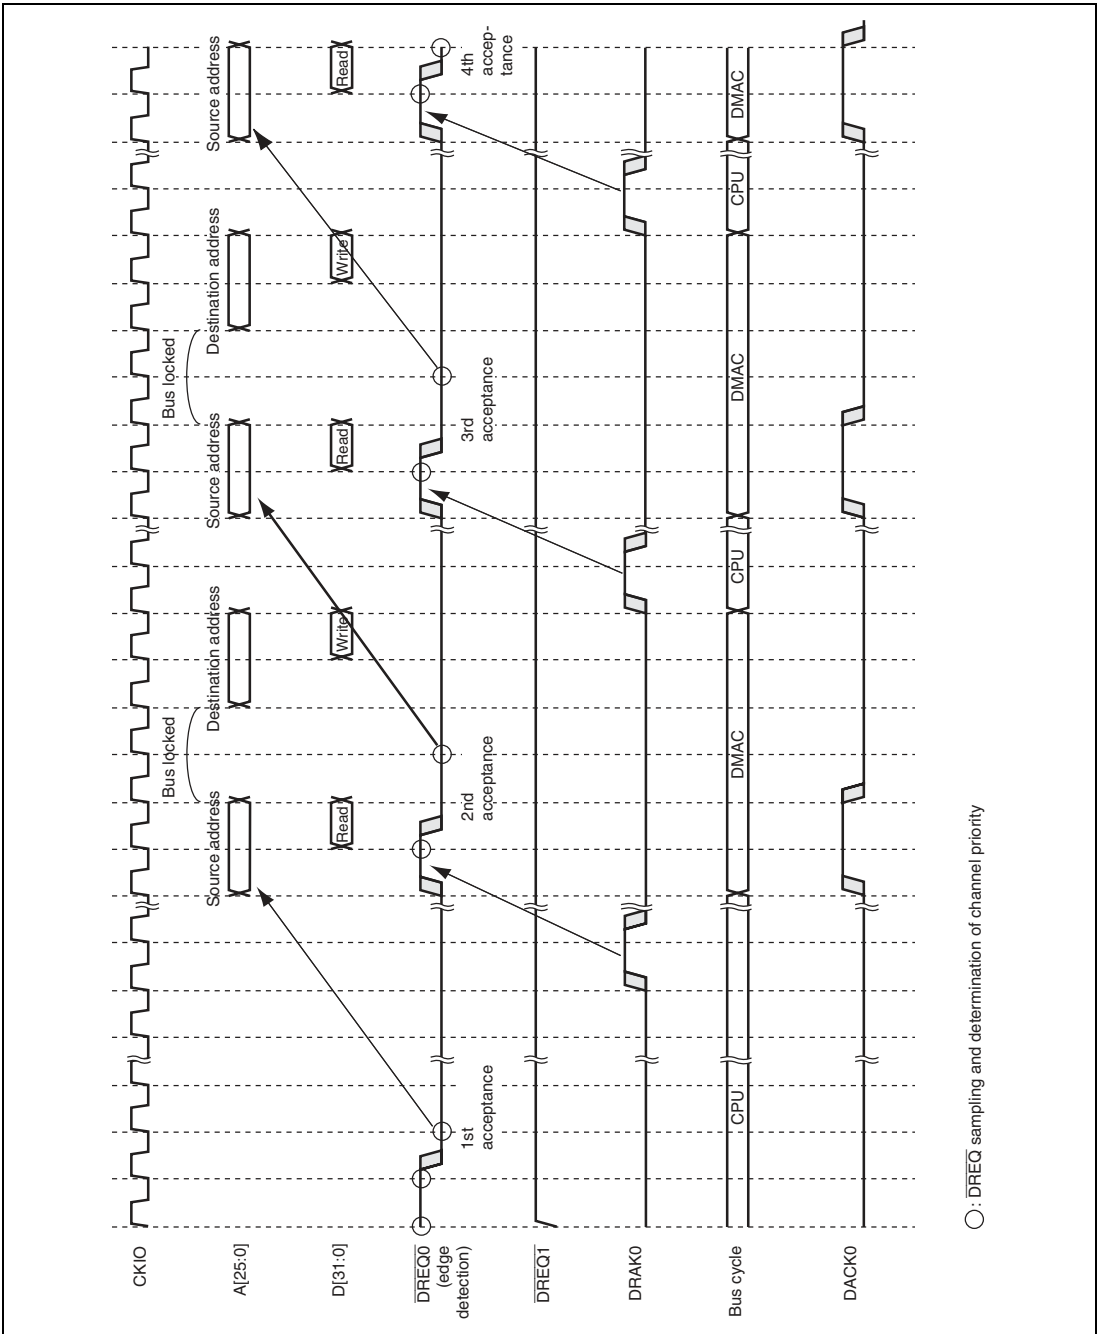 CKIO
A[25:0]
Source address
Bus locked
Destination address
Source address
Bus locked
Destination address
Source address
D[31:0]
Read
Write
Read
Write
Read
DREQ0
(edge
detection)
1st
acceptance
2nd
acceptance
3rd
acceptance
4th
accep-
tance
DREQ1
DRAK0
Bus cycle
CPU
DMAC
CPU
DMAC
CPU
DMAC
DACK0
: DREQ sampling and determination of channel priority